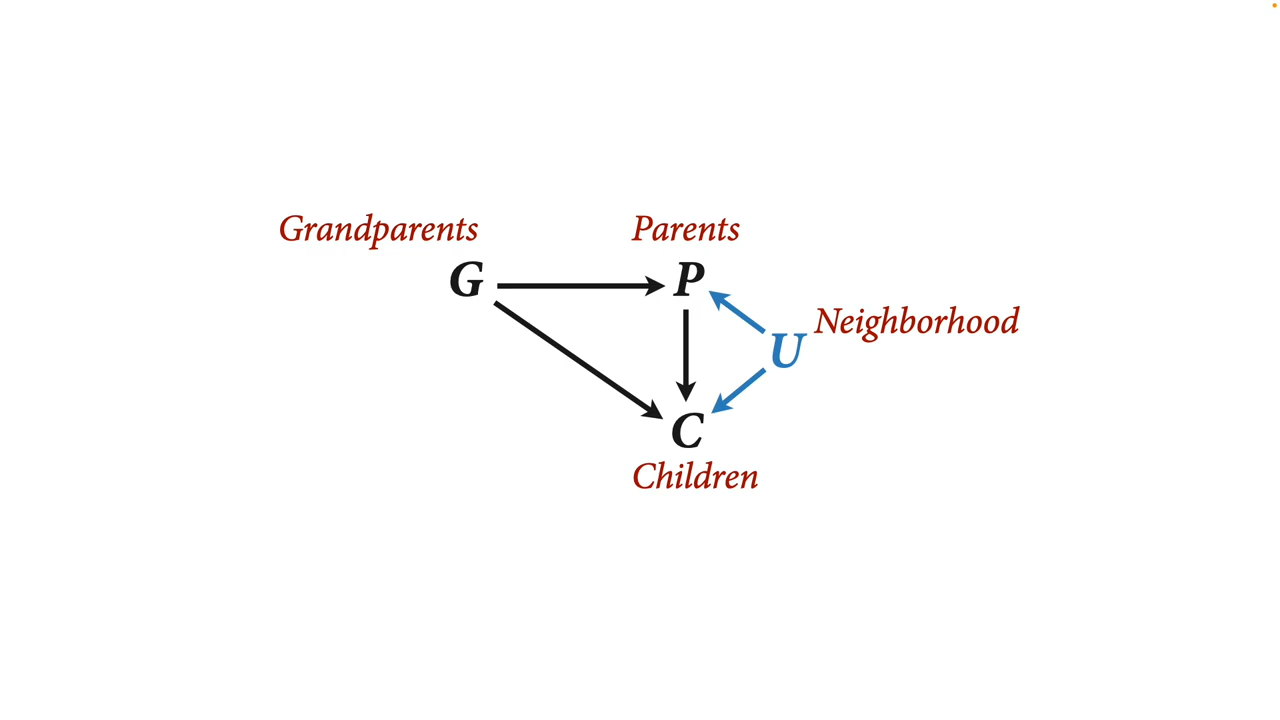 Grandparents
Parents
G
P
Neighborhood
U
C
Children